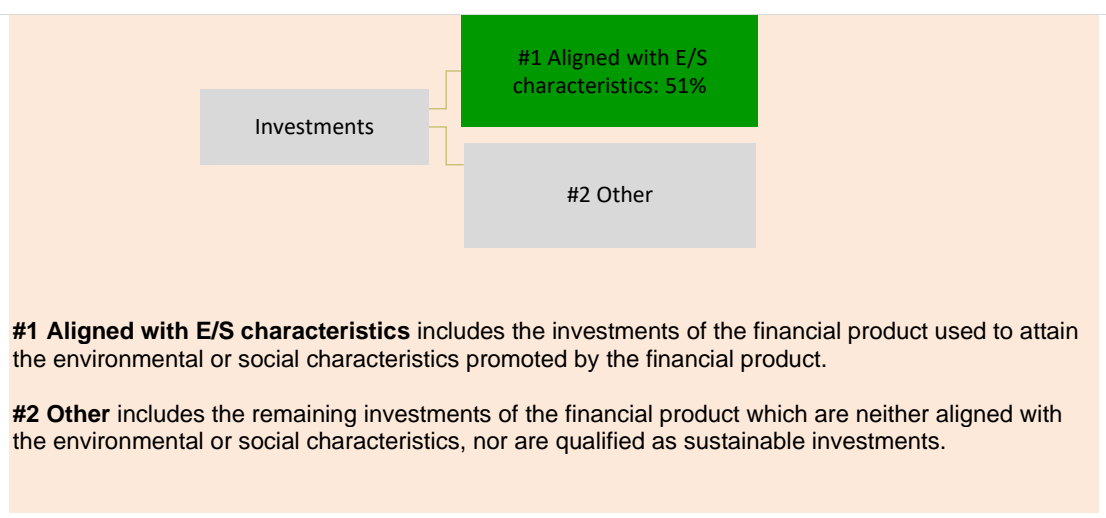 #1 Aligned with E/S
characteristics: 51%
Investments
#2 Other
#1 Aligned with E/S characteristics includes the investments of the financial product used to attain
the environmental or social characteristics promoted by the financial product.
#2 Other includes the remaining investments of the financial product which are neither aligned with
the environmental or social characteristics, nor are qualified as sustainable investments.